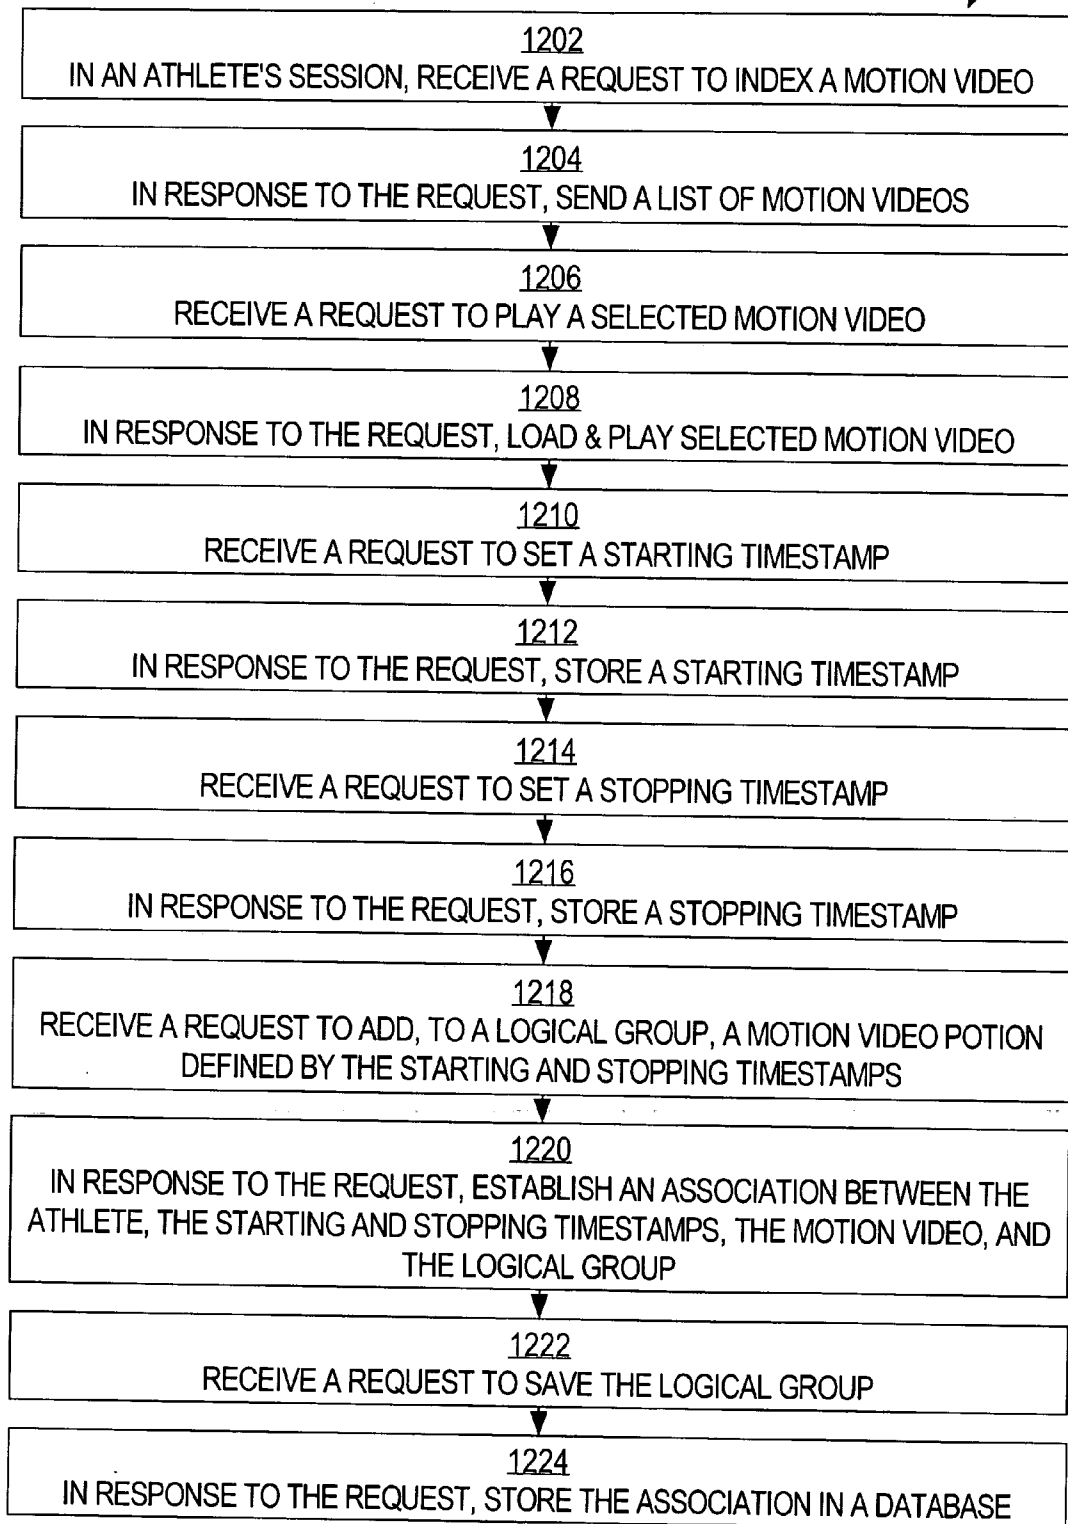 1202
IN AN ATHLETE'S SESSION, RECEIVE A REQUEST TO INDEX A MOTION VIDEO
1204
IN RESPONSE TO THE REQUEST, SEND A LIST OF MOTION VIDEOS
1206
RECEIVE A REQUEST TO PLAY A SELECTED MOTION VIDEO
1208
IN RESPONSE TO THE REQUEST, LOAD & PLAY SELECTED MOTION VIDEO
1210
RECEIVE A REQUEST TO SET A STARTING TIMESTAMP
1212
IN RESPONSE TO THE REQUEST, STORE A STARTING TIMESTAMP
1214
RECEIVE A REQUEST TO SET A STOPPING TIMESTAMP
1216
IN RESPONSE TO THE REQUEST, STORE A STOPPING TIMESTAMP
1218
RECEIVE A REQUEST TO ADD, TO A LOGICAL GROUP, A MOTION VIDEO POTION
DEFINED BY THE STARTING AND STOPPING TIMESTAMPS
1220
IN RESPONSE TO THE REQUEST, ESTABLISH AN ASSOCIATION BETWEEN THE
ATHLETE, THE STARTING AND STOPPING TIMESTAMPS, THE MOTION VIDEO, AND
THE LOGICAL GROUP
1222
RECEIVE A REQUEST TO SAVE THE LOGICAL GROUP
1224
IN RESPONSE TO THE REQUEST, STORE THE ASSOCIATION IN A DATABASE